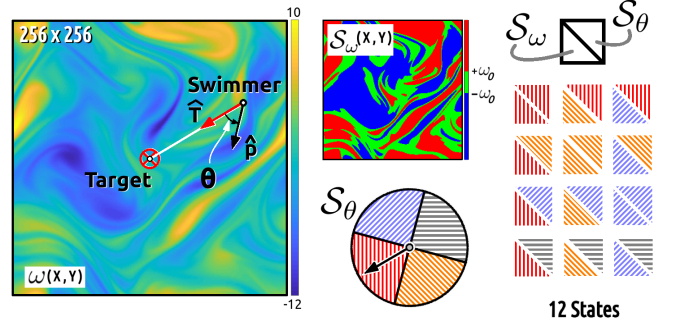 256 x 256
10
Swimmer
T̂
p̂
θ
Target
ω(X,Y)
-12
𝒮ω(X,Y)
+ω₀
-ω₀
𝒮θ
𝒮ω
𝒮θ
12 States